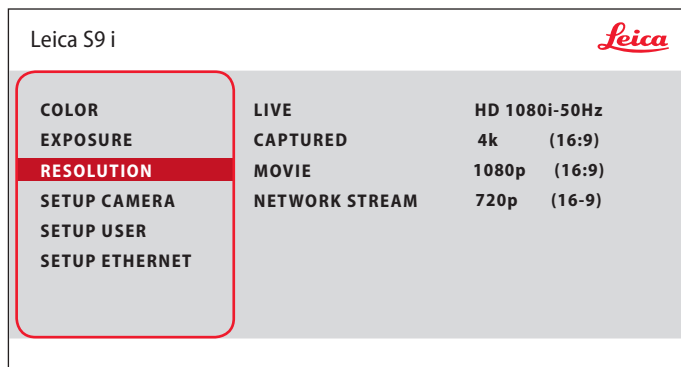 Leica S9 i
Leica
COLOR LIVE HD 1080i-50Hz
EXPOSURE CAPTURED 4k (16:9)
RESOLUTION MOVIE 1080p (16:9)
SETUP CAMERA NETWORK STREAM 720p (16-9)
SETUP USER
SETUP ETHERNET